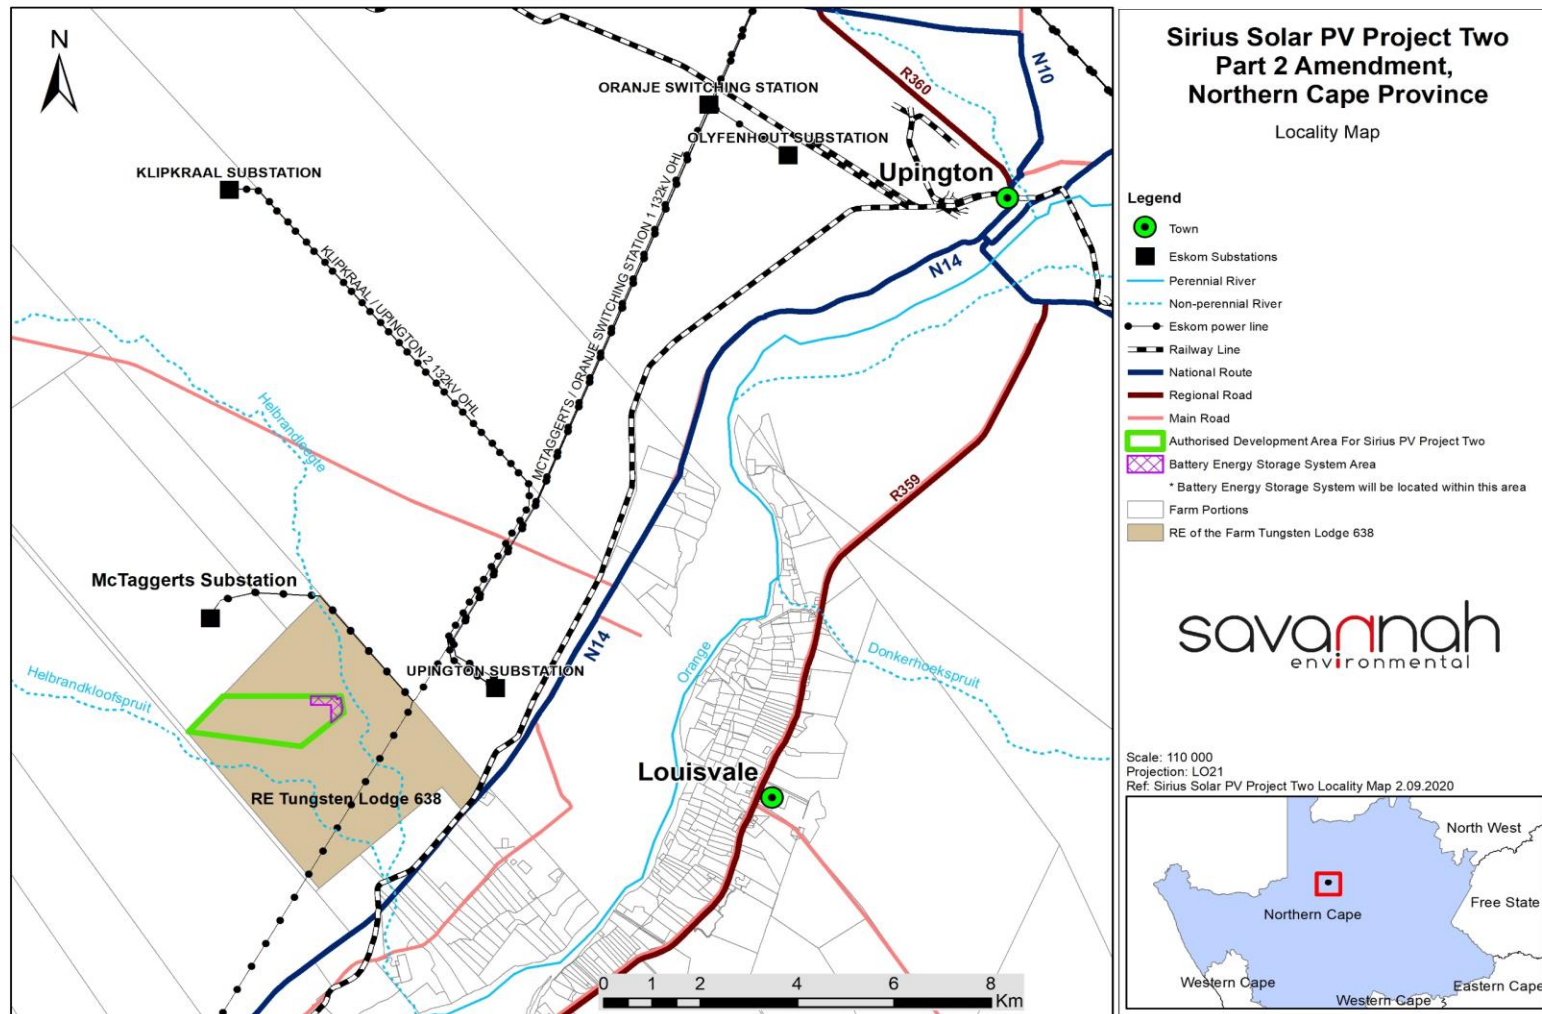 N
ORANJE SWITCHING STATION
OLYFENHOUT SUBSTATION
KLIPKRAAL SUBSTATION
Upington
R360
N10
N14
KLIPKRAAL / UPINGTON 2 132kV OHL
MCTAGGERTS / ORANJE SWITCHING STATION 1 132kV OHL
Helbrandleegte
R359
McTaggerts Substation
UPINGTON SUBSTATION
N14
Orange
Donkerhoekspruit
Helbrandkloofspruit
RE Tungsten Lodge 638
Louisvale
0 1 2 4 6 8
Km
Sirius Solar PV Project Two
Part 2 Amendment,
Northern Cape Province
Locality Map
Legend
Town
Eskom Substations
Perennial River
Non-perennial River
Eskom power line
Railway Line
National Route
Regional Road
Main Road
Authorised Development Area For Sirius PV Project Two
Battery Energy Storage System Area
* Battery Energy Storage System will be located within this area
Farm Portions
RE of the Farm Tungsten Lodge 638
savannah
environmental
Scale: 110 000
Projection: LO21
Ref: Sirius Solar PV Project Two Locality Map 2.09.2020
North West
Free State
Northern Cape
Western Cape
Western Cape
Eastern Cape